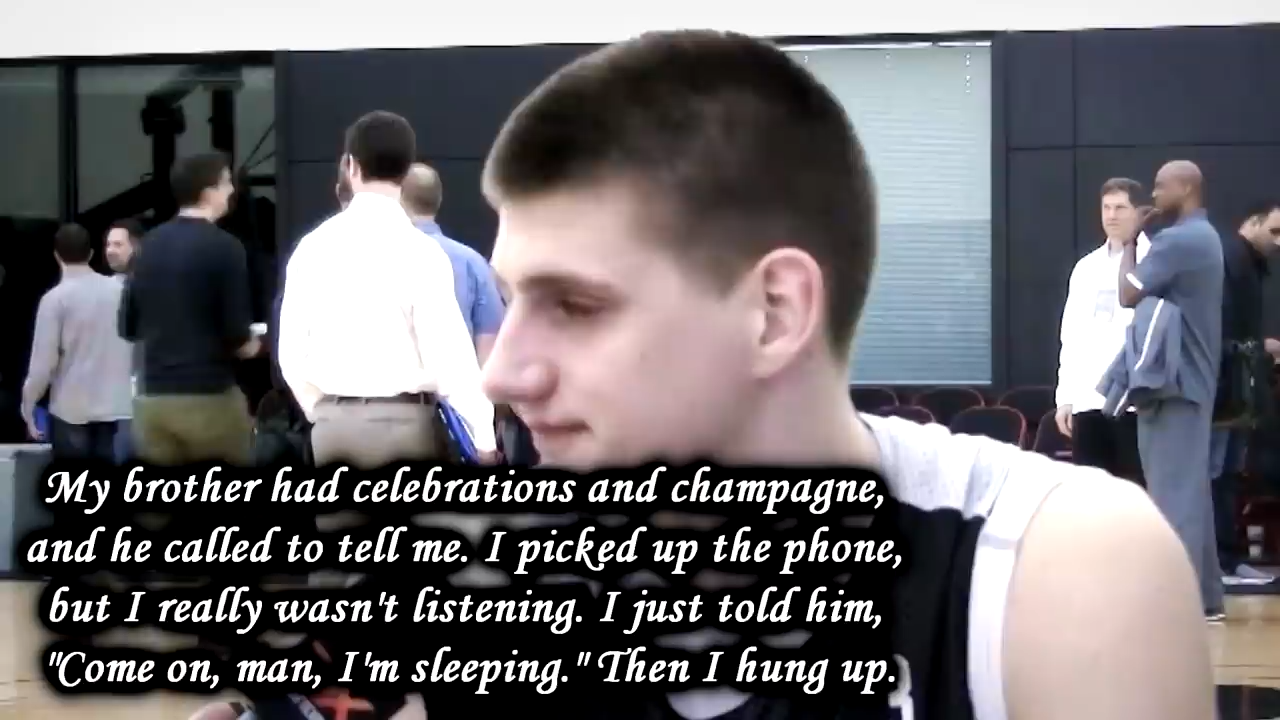 My brother had celebrations and champagne,
and he called to tell me. I picked up the phone,
but I really wasn't listening. I just told him,
"Come on, man, I'm sleeping." Then I hung up.